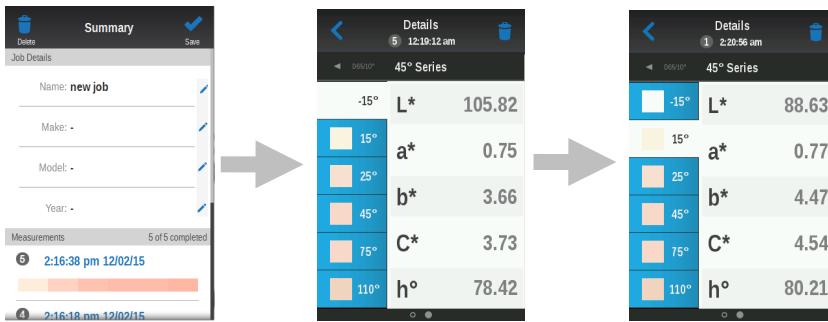 Summary
Delete
Save
Job Details
Name: new job
Make: -
Model: -
Year: -
Measurements 5 of 5 completed
5 2:16:38 pm 12/02/15
4 2:16:18 pm 12/02/15
Details
5 12:19:12 am
◄ D65/10° 45° Series
-15° L* 105.82
15° a* 0.75
25° b* 3.66
45° C* 3.73
75° h° 78.42
110°
Details
1 2:20:56 am
◄ D65/10° 45° Series
-15° L* 88.63
15° a* 0.77
25° b* 4.47
45° C* 4.54
75° h° 80.21
110°